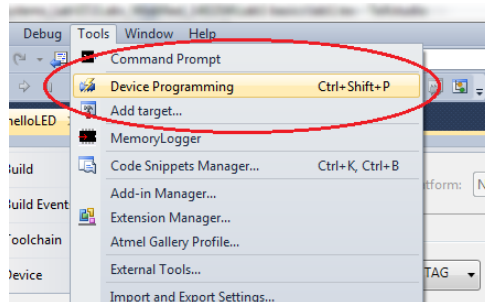 Debug Tools Window Help
Command Prompt
Device Programming Ctrl+Shift+P
Add target...
helloLED
MemoryLogger
Build
Code Snippets Manager... Ctrl+K, Ctrl+B
Add-in Manager...
Build Event
Extension Manager...
Toolchain
Atmel Gallery Profile...
Device
External Tools...
TAG
Import and Export Settings...